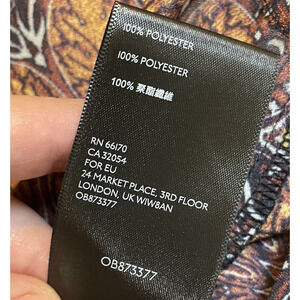 100% POLYESTER
100% POLYESTER
100% 聚酯纖維
RN 66170
CA 32054
FOR EU
24 MARKET PLACE, 3RD FLOOR
LONDON, UK W1W8AN
OB873377
OB873377